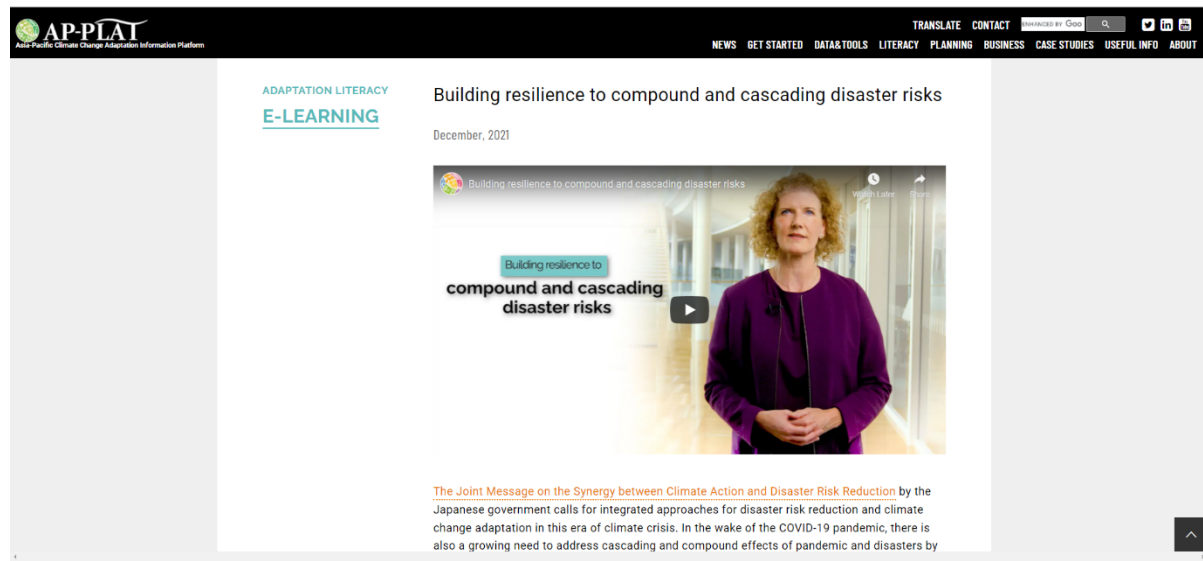 AP-PLAT
Asia-Pacific Climate Change Adaptation Information Platform
TRANSLATE CONTACT ENHANCED BY Goo
NEWS GET STARTED DATA&TOOLS LITERACY PLANNING BUSINESS CASE STUDIES USEFUL INFO ABOUT
ADAPTATION LITERACY
E-LEARNING
Building resilience to compound and cascading disaster risks
December, 2021
Building resilience to compound and cascading disaster risks
Watch Later Share
Building resilience to
compound and cascading
disaster risks
The Joint Message on the Synergy between Climate Action and Disaster Risk Reduction by the
Japanese government calls for integrated approaches for disaster risk reduction and climate
change adaptation in this era of climate crisis. In the wake of the COVID-19 pandemic, there is
also a growing need to address cascading and compound effects of pandemic and disasters by